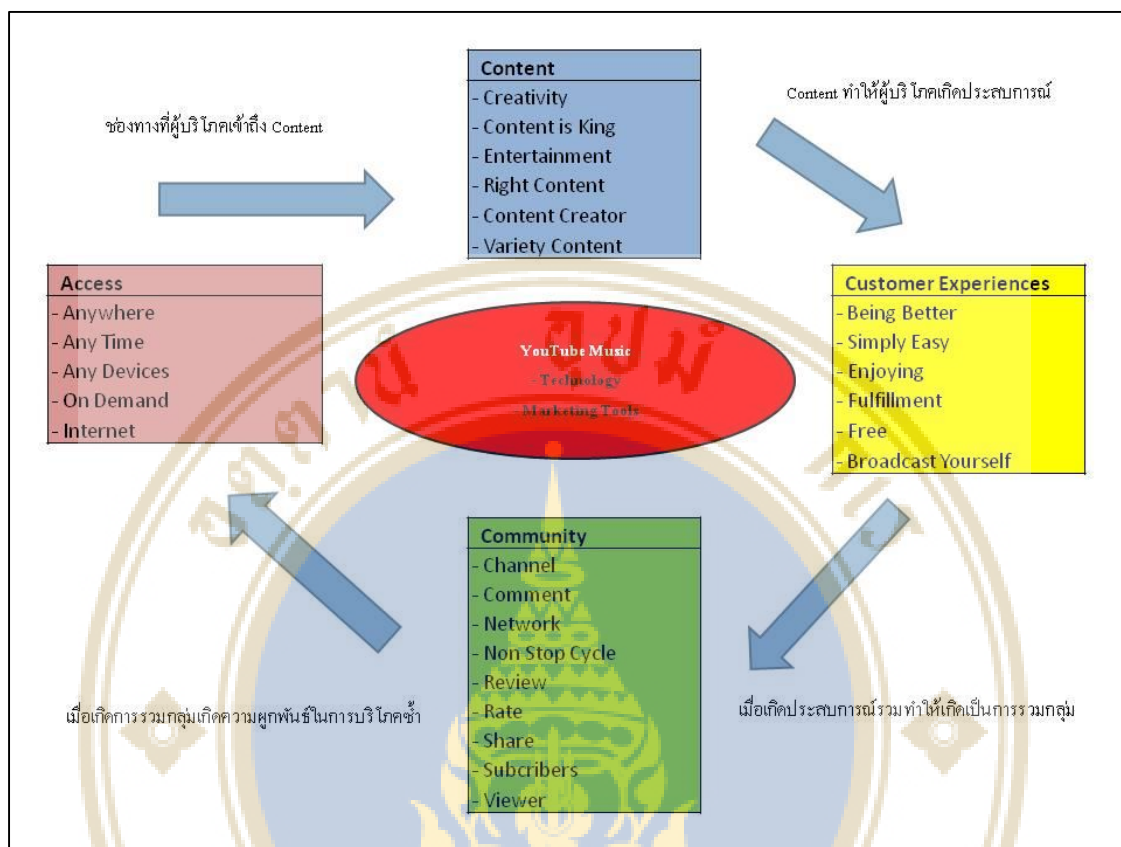 Content
- Creativity
- Content is King
- Entertainment
- Right Content
- Content Creator
- Variety Content
Content ทำให้ผู้บริโภคเกิดประสบการณ์
ช่องทางที่ผู้บริโภคเข้าถึง Content
Access
- Anywhere
- Any Time
- Any Devices
- On Demand
- Internet
YouTube Music
- Technology
- Marketing Tools
Customer Experiences
- Being Better
- Simply Easy
- Enjoying
- Fulfillment
- Free
- Broadcast Yourself
Community
- Channel
- Comment
- Network
- Non Stop Cycle
- Review
- Rate
- Share
- Subcribers
- Viewer
เมื่อเกิดการรวมกลุ่มเกิดความผูกพันธ์ในการบริโภคซ้ำ
เมื่อเกิดประสบการณ์รวมทำให้เกิดเป็นการรวมกลุ่ม